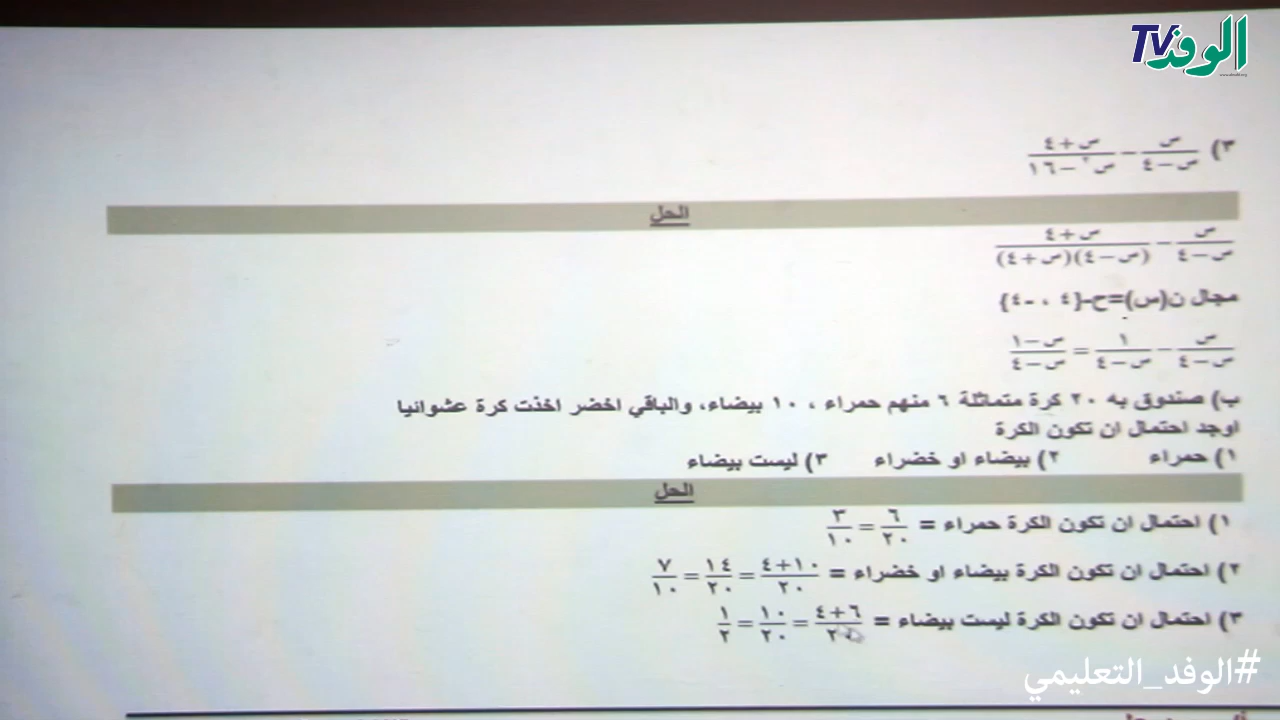 الوفد TV
٣) س/(س-٤) - (س+٤)/(س²-١٦)
الحل
س/(س-٤) - (س+٤)/((س-٤)(س+٤))
مجال ن(س)=ح-{٤ ، -٤}
س/(س-٤) - ١/(س-٤) = (س-١)/(س-٤)
ب) صندوق به ٢٠ كرة متماثلة ٦ منهم حمراء ، ١٠ بيضاء، والباقي اخضر اخذت كرة عشوائيا
اوجد احتمال ان تكون الكرة
١) حمراء ٢) بيضاء او خضراء ٣) ليست بيضاء
الحل
١) احتمال ان تكون الكرة حمراء = ٦/٢٠ = ٣/١٠
٢) احتمال ان تكون الكرة بيضاء او خضراء = (١٠+٤)/٢٠ = ١٤/٢٠ = ٧/١٠
٣) احتمال ان تكون الكرة ليست بيضاء = (٦+٤)/٢٠ = ١٠/٢٠ = ١/٢
#الوفد_التعليمي